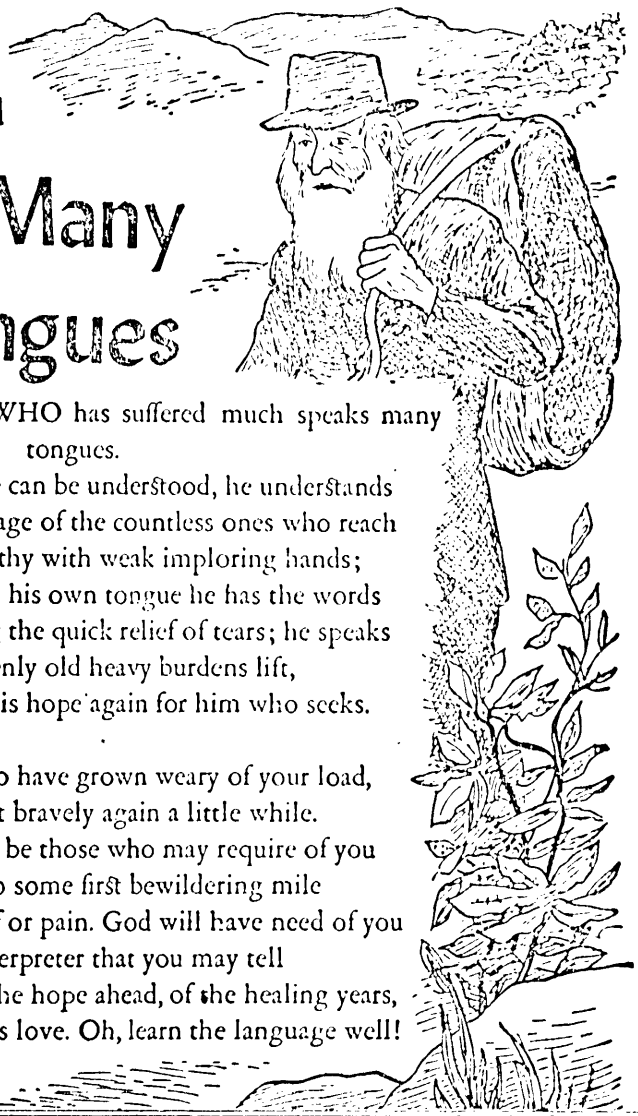 Many
ngues
WHO has suffered much speaks many
tongues.
can be understood, he understands
age of the countless ones who reach
thy with weak imploring hands;
his own tongue he has the words
the quick relief of tears; he speaks
enly old heavy burdens lift,
is hope again for him who seeks.
o have grown weary of your load,
t bravely again a little while.
be those who may require of you
o some first bewildering mile
f or pain. God will have need of you
erpreter that you may tell
he hope ahead, of the healing years,
s love. Oh, learn the language well!